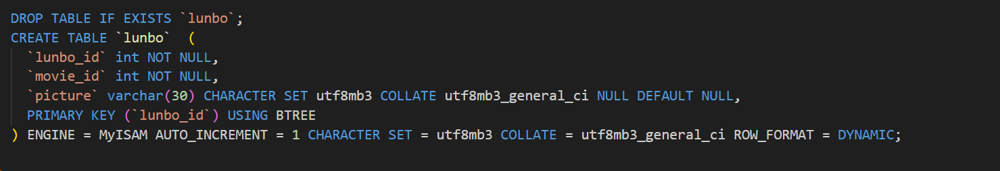 DROP TABLE IF EXISTS `lunbo`;
CREATE TABLE `lunbo`  (
  `lunbo_id` int NOT NULL,
  `movie_id` int NOT NULL,
  `picture` varchar(30) CHARACTER SET utf8mb3 COLLATE utf8mb3_general_ci NULL DEFAULT NULL,
  PRIMARY KEY (`lunbo_id`) USING BTREE
) ENGINE = MyISAM AUTO_INCREMENT = 1 CHARACTER SET = utf8mb3 COLLATE = utf8mb3_general_ci ROW_FORMAT = DYNAMIC;